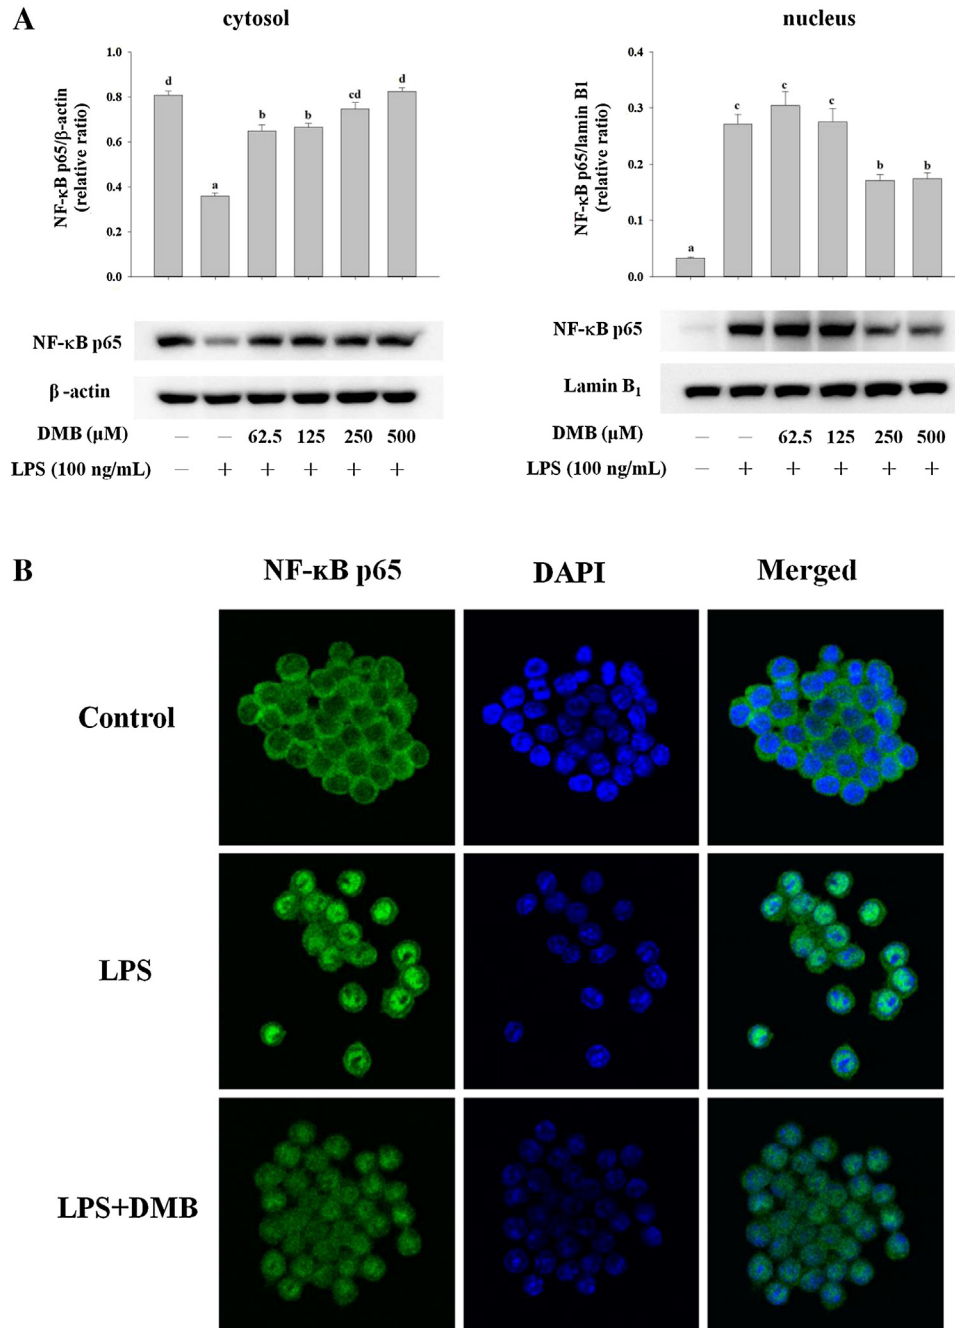 A
cytosol
NF-κB p65/β-actin
(relative ratio)
1.0
0.8
0.6
0.4
0.2
0.0
d
a
b
b
cd
d
NF-κB p65
β-actin
DMB (μM) — — 62.5 125 250 500
LPS (100 ng/mL) — + + + + +
nucleus
NF-κB p65/lamin B1
(relative ratio)
0.4
0.3
0.2
0.1
0.0
a
c
c
c
b
b
NF-κB p65
Lamin B₁
DMB (μM) — — 62.5 125 250 500
LPS (100 ng/mL) — + + + + +
B
NF-κB p65 DAPI Merged
Control
LPS
LPS+DMB